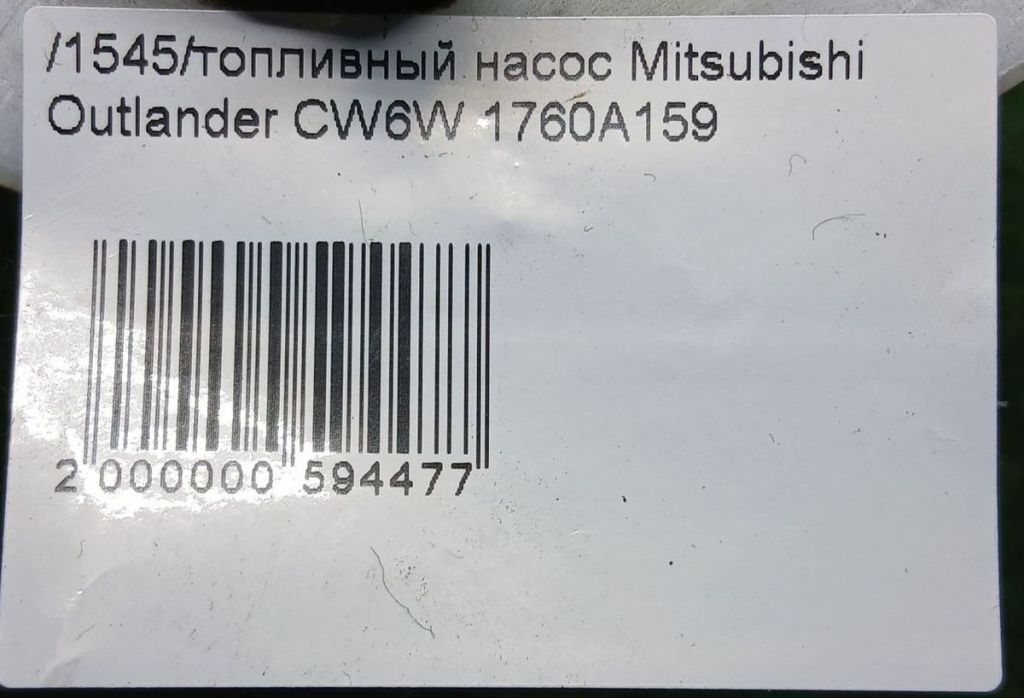 /1545/топливный насос Mitsubishi
Outlander CW6W 1760A159
2 000000 594477